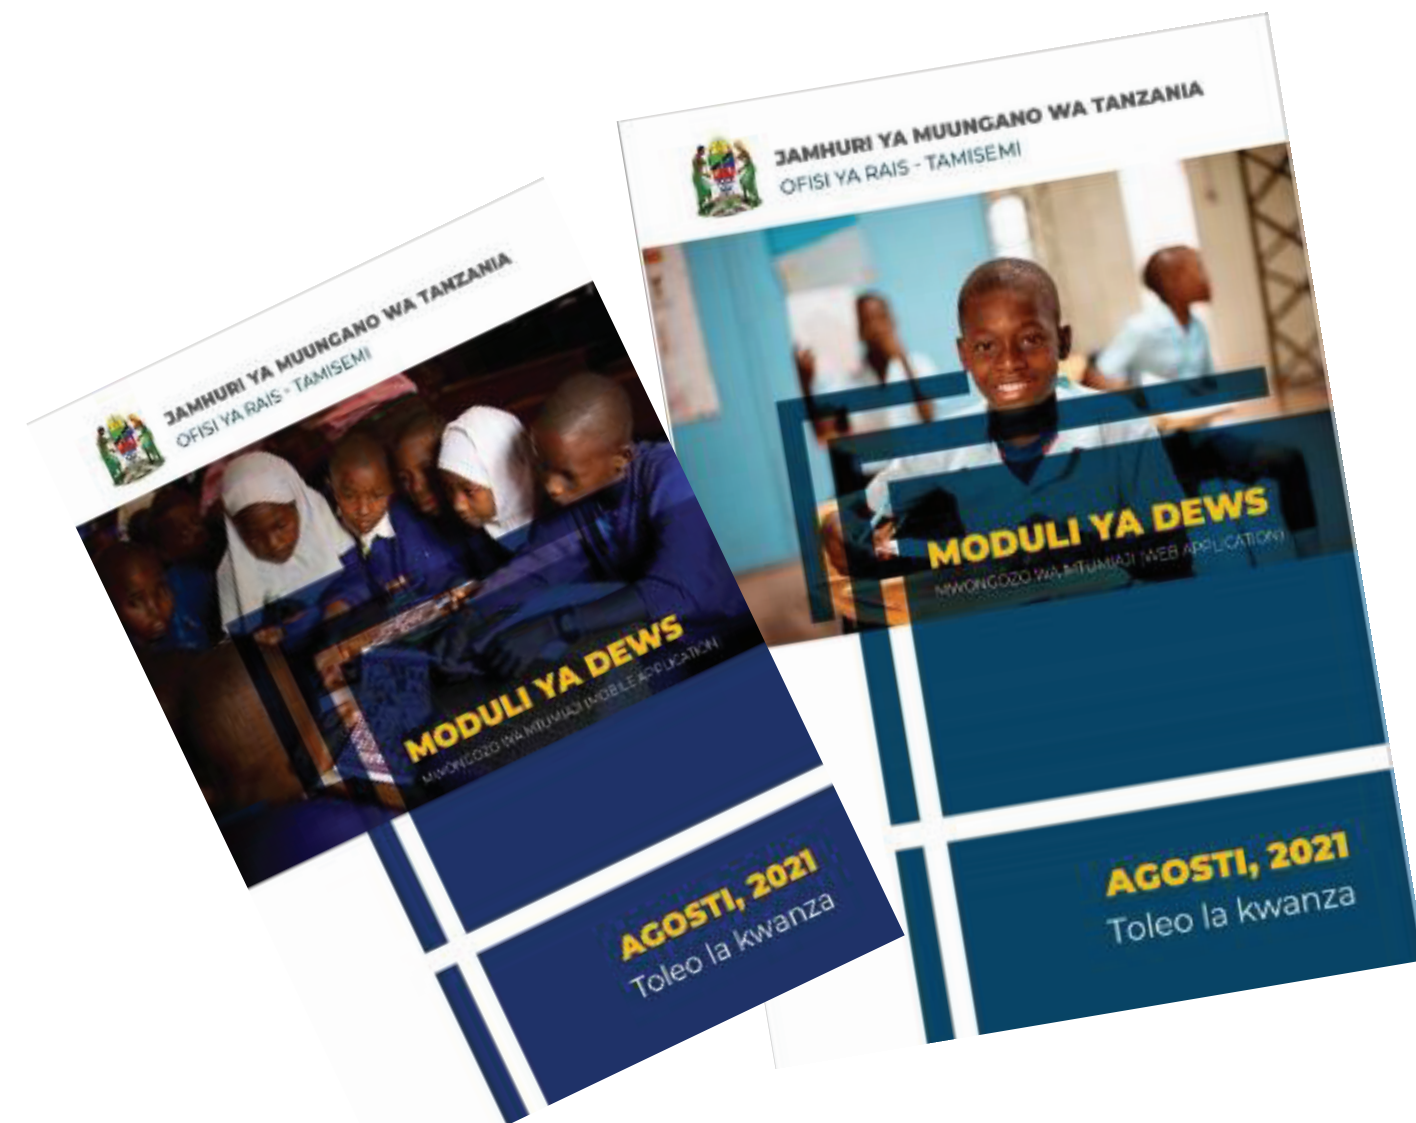 JAMHURI YA MUUNGANO WA TANZANIA
OFISI YA RAIS - TAMISEMI
MODULI YA DEWS
MWONGOZO WA MTUMIAJI (MOBILE APPLICATION)
AGOSTI, 2021
Toleo la kwanza
JAMHURI YA MUUNGANO WA TANZANIA
OFISI YA RAIS - TAMISEMI
MODULI YA DEWS
MWONGOZO WA MTUMIAJI (WEB APPLICATION)
AGOSTI, 2021
Toleo la kwanza